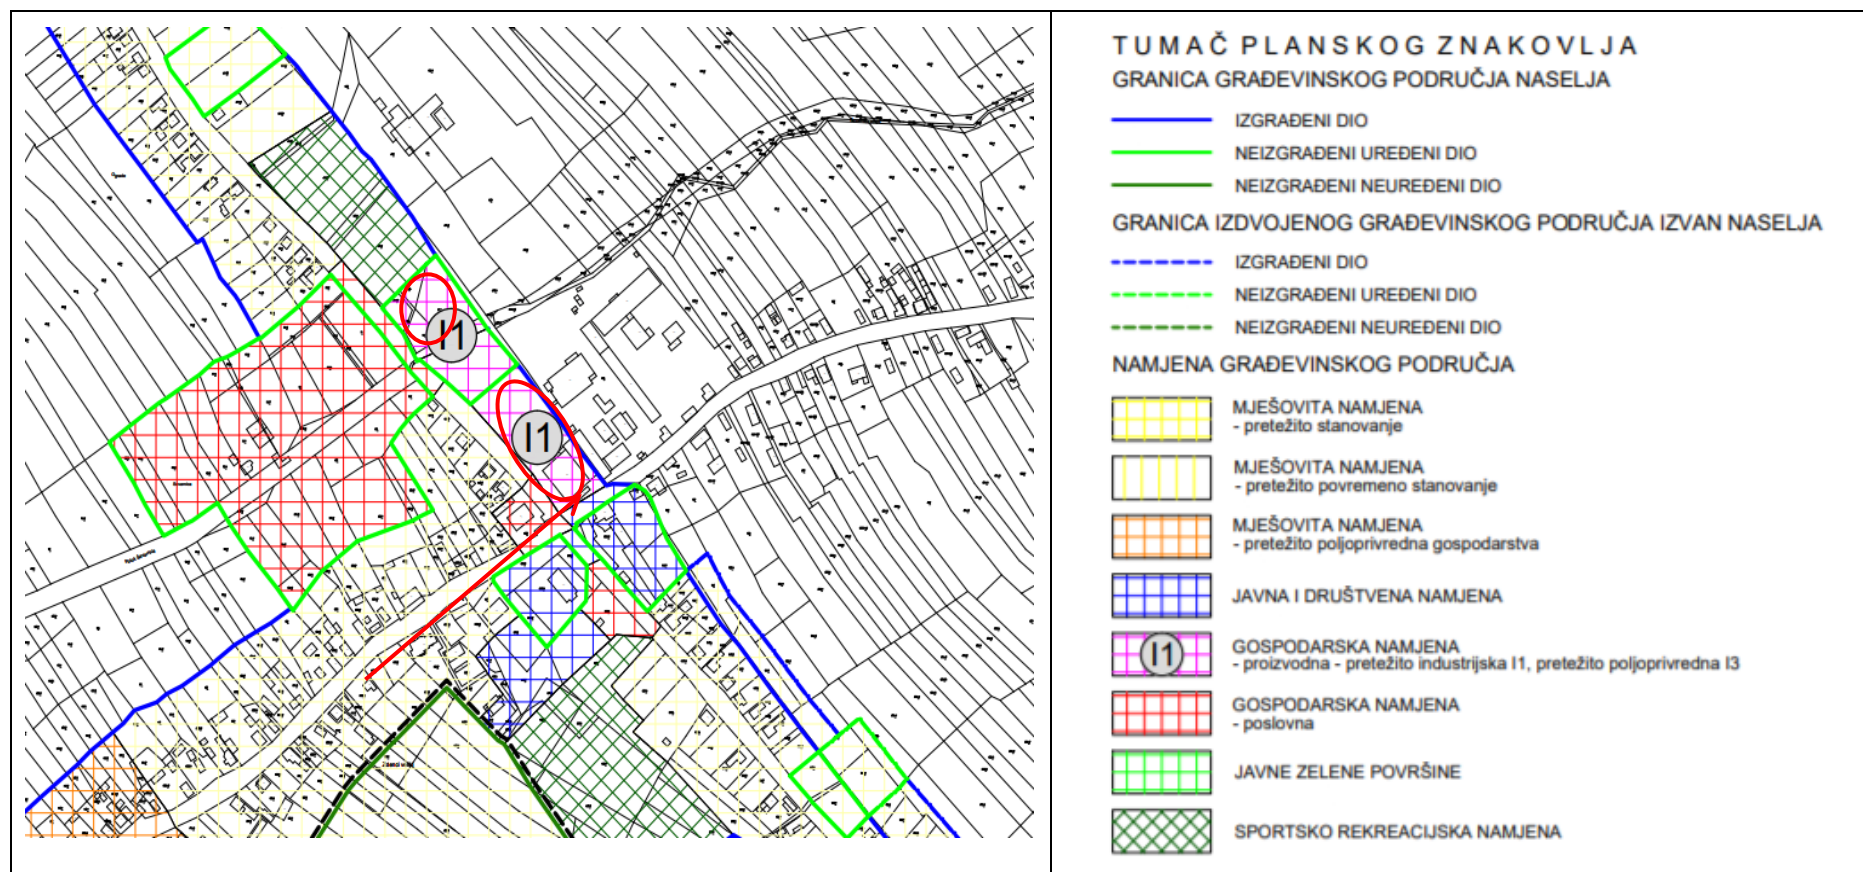 I1
I1
TUMAČ PLANSKOG ZNAKOVLJA
GRANICA GRAĐEVINSKOG PODRUČJA NASELJA
IZGRAĐENI DIO
NEIZGRAĐENI UREĐENI DIO
NEIZGRAĐENI NEUREĐENI DIO
GRANICA IZDVOJENOG GRAĐEVINSKOG PODRUČJA IZVAN NASELJA
IZGRAĐENI DIO
NEIZGRAĐENI UREĐENI DIO
NEIZGRAĐENI NEUREĐENI DIO
NAMJENA GRAĐEVINSKOG PODRUČJA
MJEŠOVITA NAMJENA
- pretežito stanovanje
MJEŠOVITA NAMJENA
- pretežito povremeno stanovanje
MJEŠOVITA NAMJENA
- pretežito poljoprivredna gospodarstva
JAVNA I DRUŠTVENA NAMJENA
I1
GOSPODARSKA NAMJENA
- proizvodna - pretežito industrijska I1, pretežito poljoprivredna I3
GOSPODARSKA NAMJENA
- poslovna
JAVNE ZELENE POVRŠINE
SPORTSKO REKREACIJSKA NAMJENA